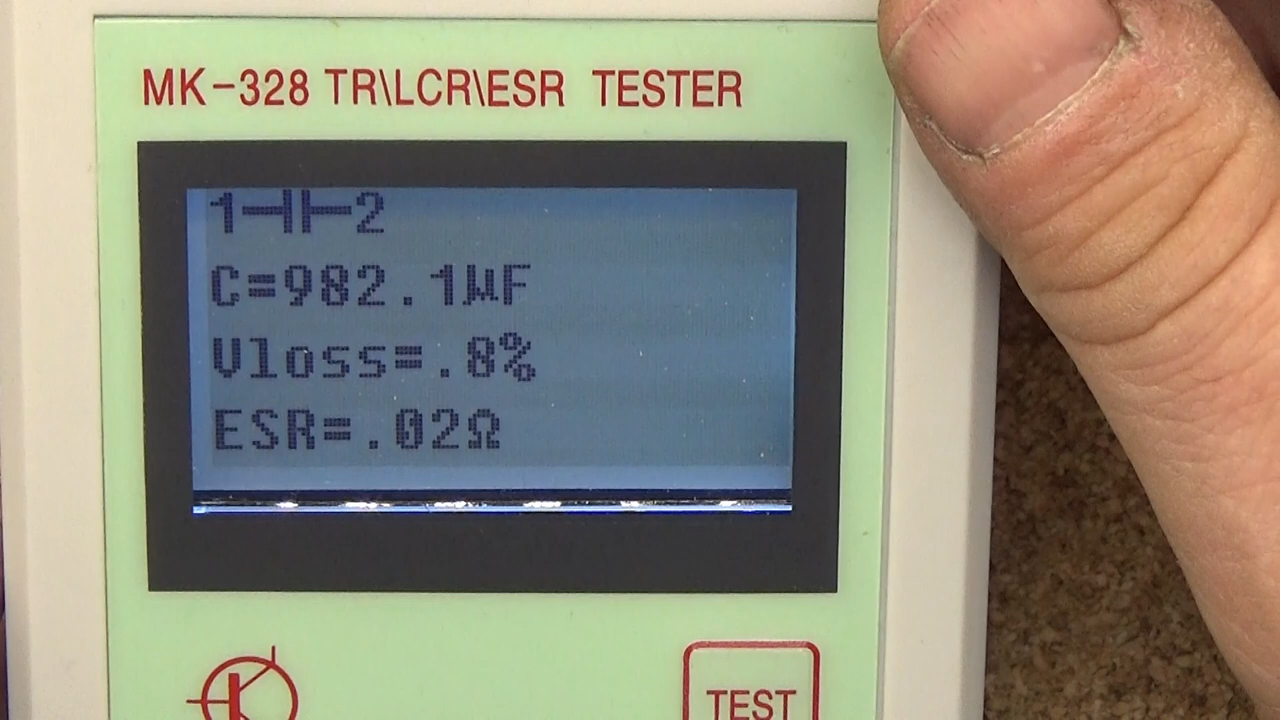 MK-328 TR\LCR\ESR TESTER
1⊣⊢2
C=982.1µF
Vloss=.8%
ESR=.02Ω
TEST